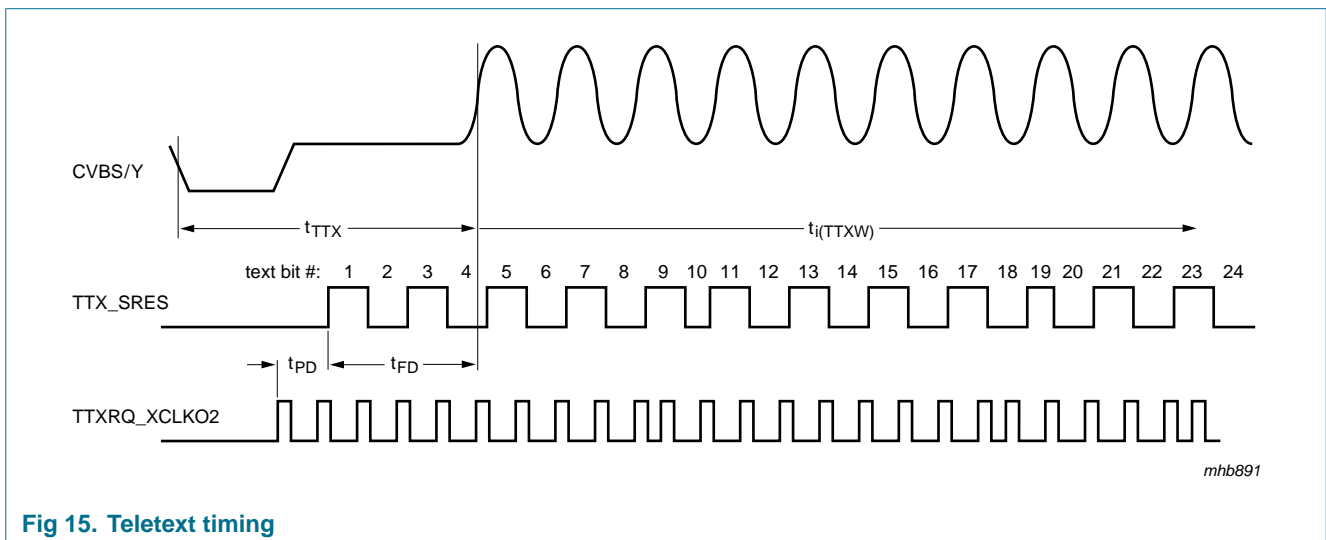 CVBS/Y
tTTX
ti(TTXW)
text bit #: 1 2 3 4 5 6 7 8 9 10 11 12 13 14 15 16 17 18 19 20 21 22 23 24
TTX_SRES
tPD
tFD
TTXRQ_XCLKO2
mhb891
Fig 15. Teletext timing